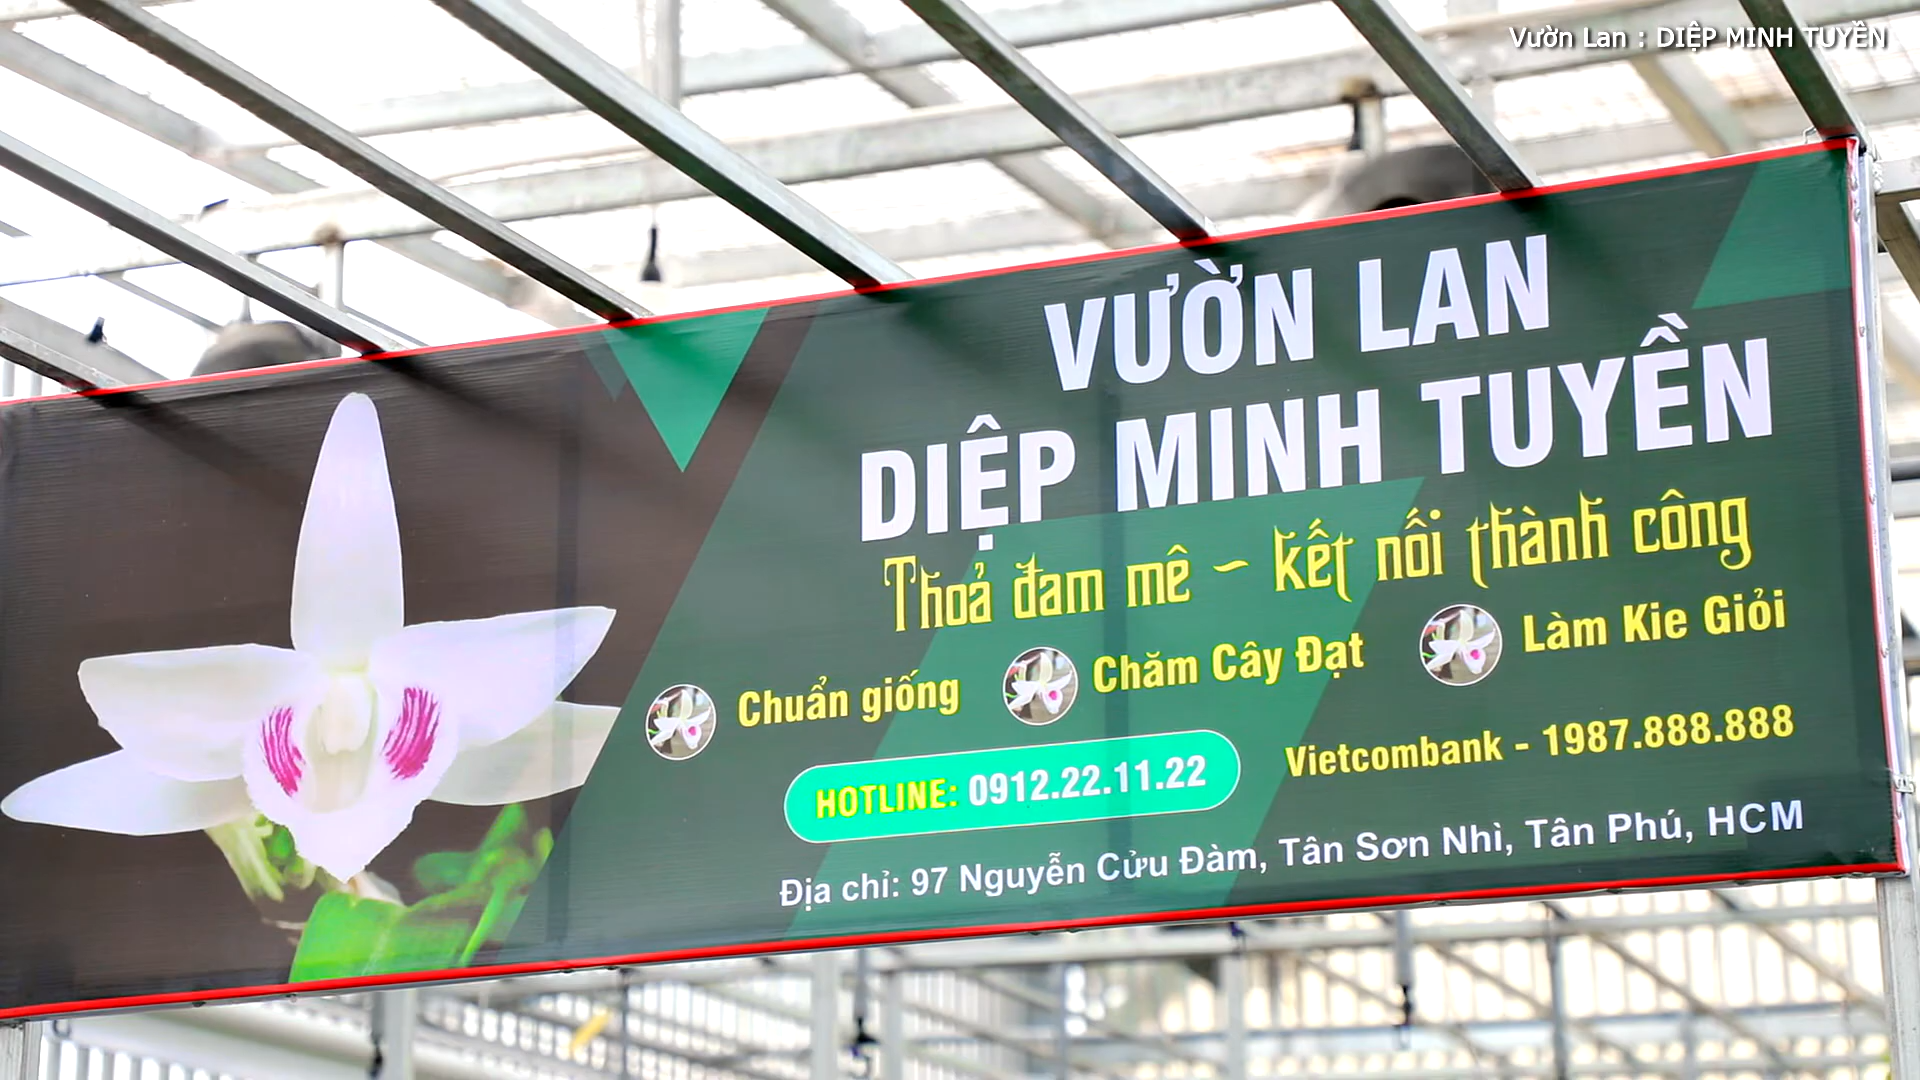 Vườn Lan : DIỆP MINH TUYỀN
VƯỜN LAN
DIỆP MINH TUYỀN
Thoả đam mê ~ kết nối thành công
Chuẩn giống Chăm Cây Đạt Làm Kie Giỏi
HOTLINE: 0912.22.11.22 Vietcombank - 1987.888.888
Địa chỉ: 97 Nguyễn Cửu Đàm, Tân Sơn Nhì, Tân Phú, HCM